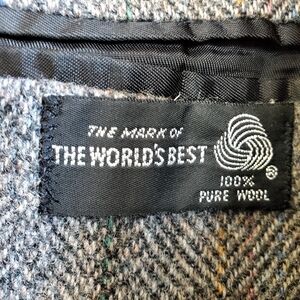 THE MARK OF
THE WORLD'S BEST
®
100%
PURE WOOL